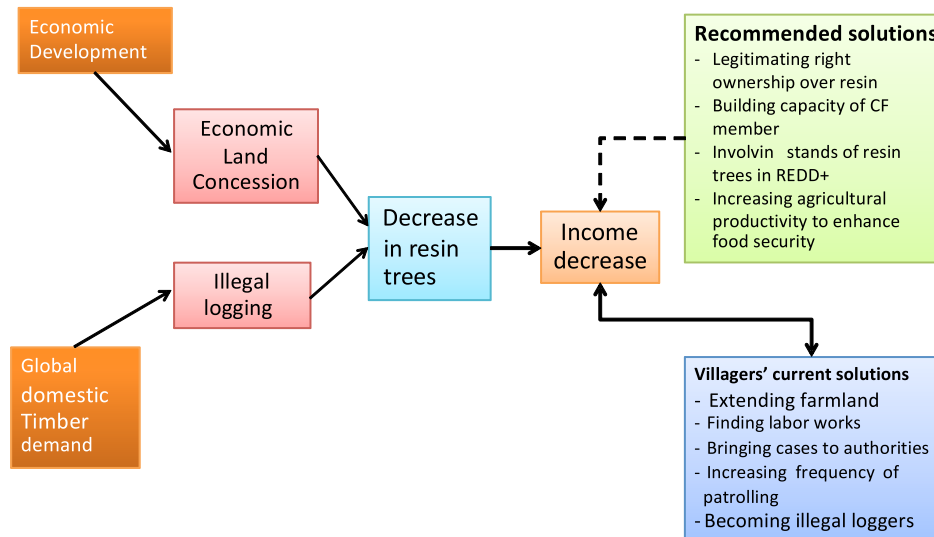 Economic
Development
Economic
Land
Concession
Illegal
logging
Global
domestic
Timber
demand
Decrease
in resin
trees
Income
decrease
Recommended solutions
- Legitimating right
ownership over resin
- Building capacity of CF
member
- Involvin stands of resin
trees in REDD+
- Increasing agricultural
productivity to enhance
food security
Villagers’ current solutions
- Extending farmland
- Finding labor works
- Bringing cases to authorities
- Increasing frequency of
patrolling
- Becoming illegal loggers